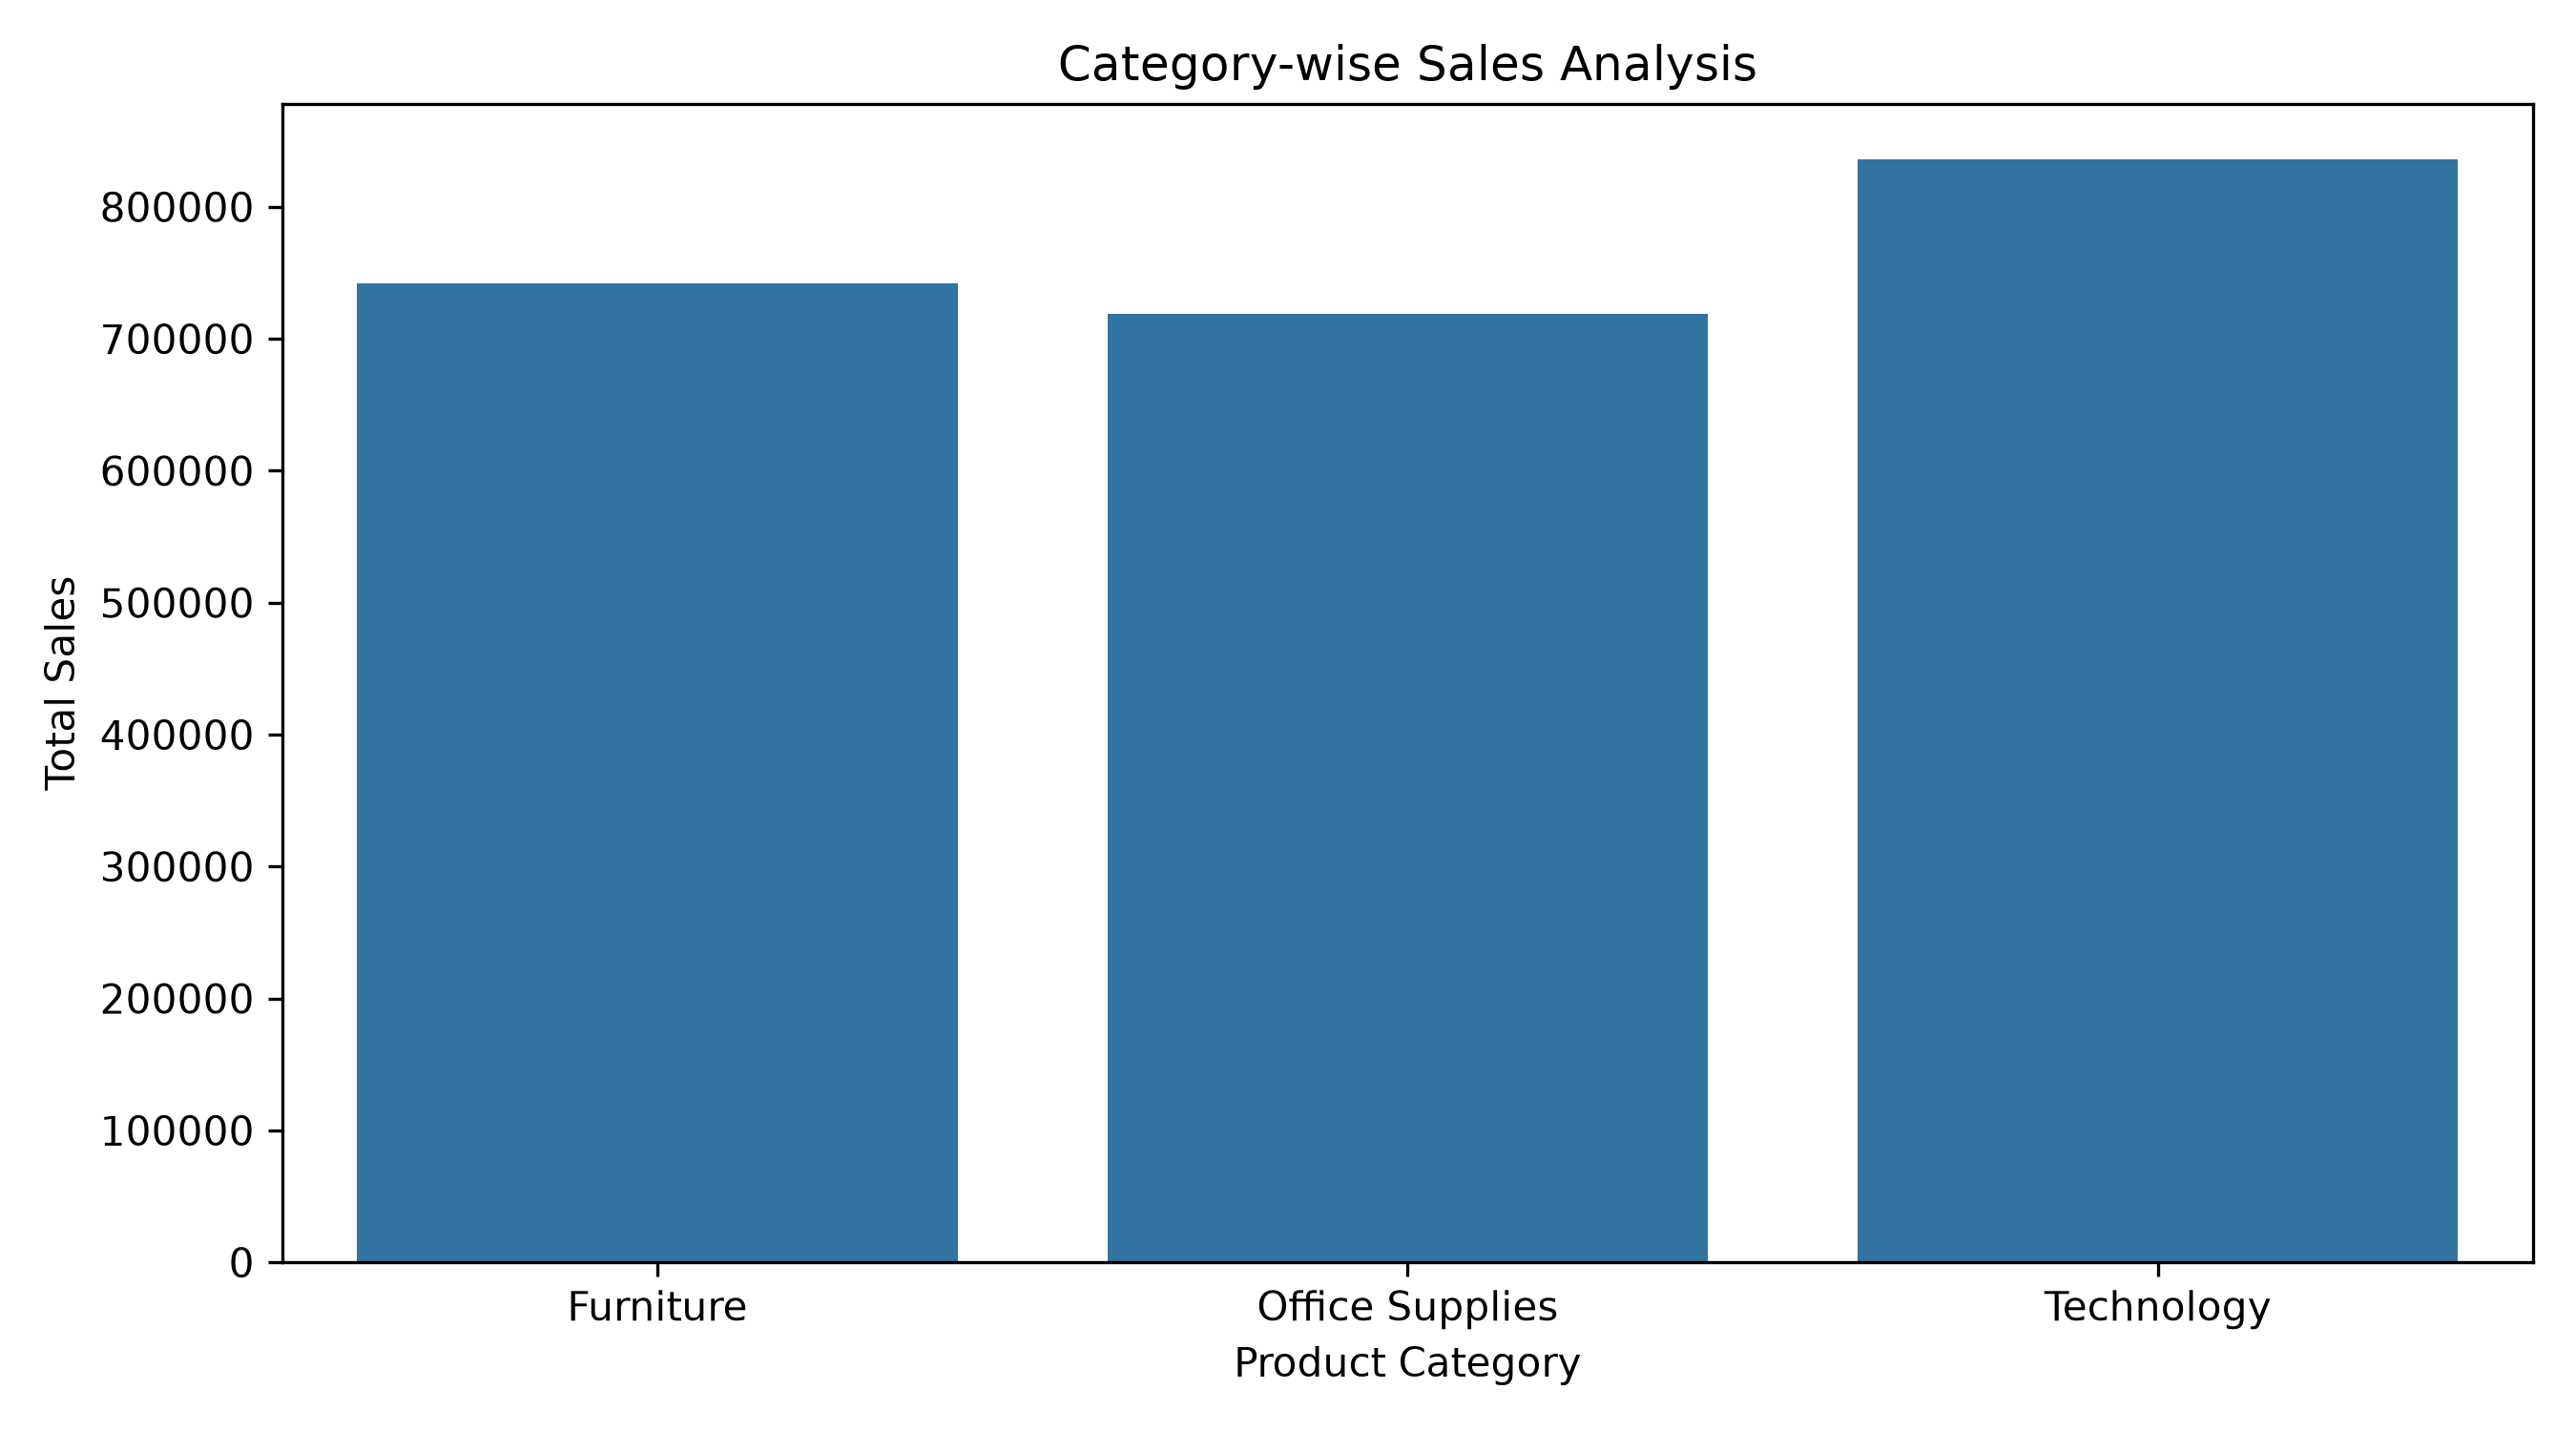 Category-wise Sales Analysis
Total Sales
800000
700000
600000
500000
400000
300000
200000
100000
0
Furniture
Office Supplies
Technology
Product Category